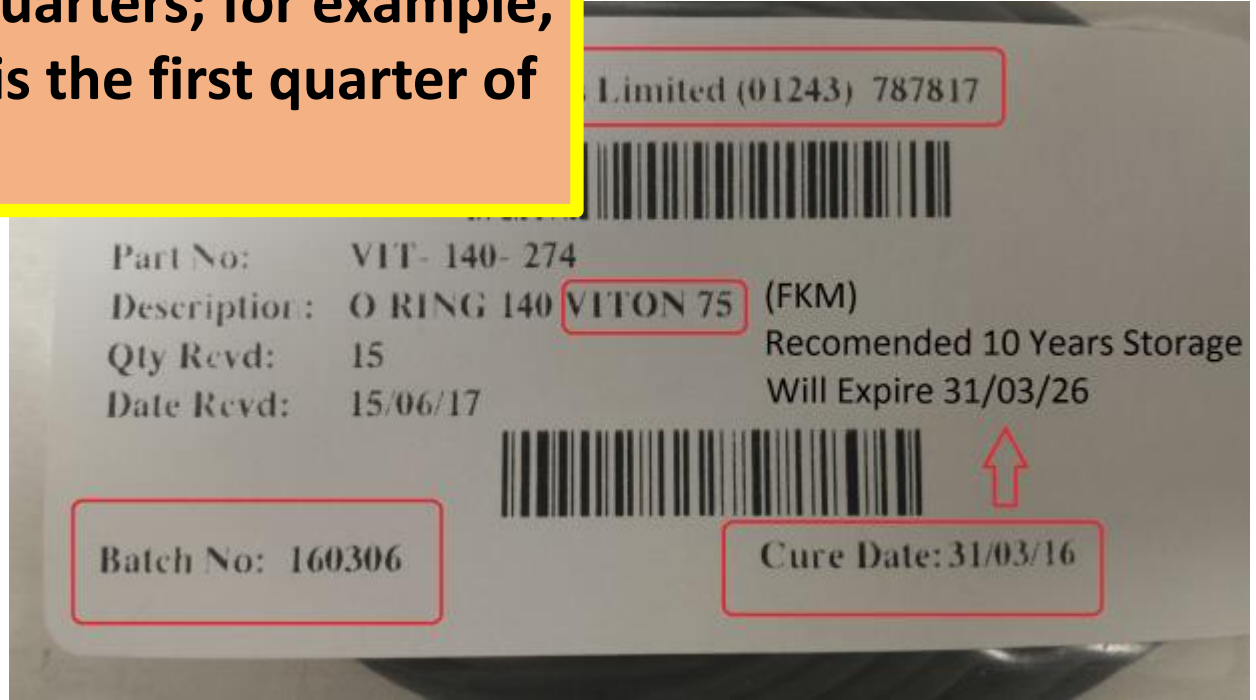 uarters; for example,
is the first quarter of
Limited (01243) 787817
Part No: VIT- 140- 274
Description: O RING 140 VITON 75
(FKM)
Qty Rcvd: 15
Recomended 10 Years Storage
Date Rcvd: 15/06/17
Will Expire 31/03/26
Batch No: 160306
Cure Date: 31/03/16